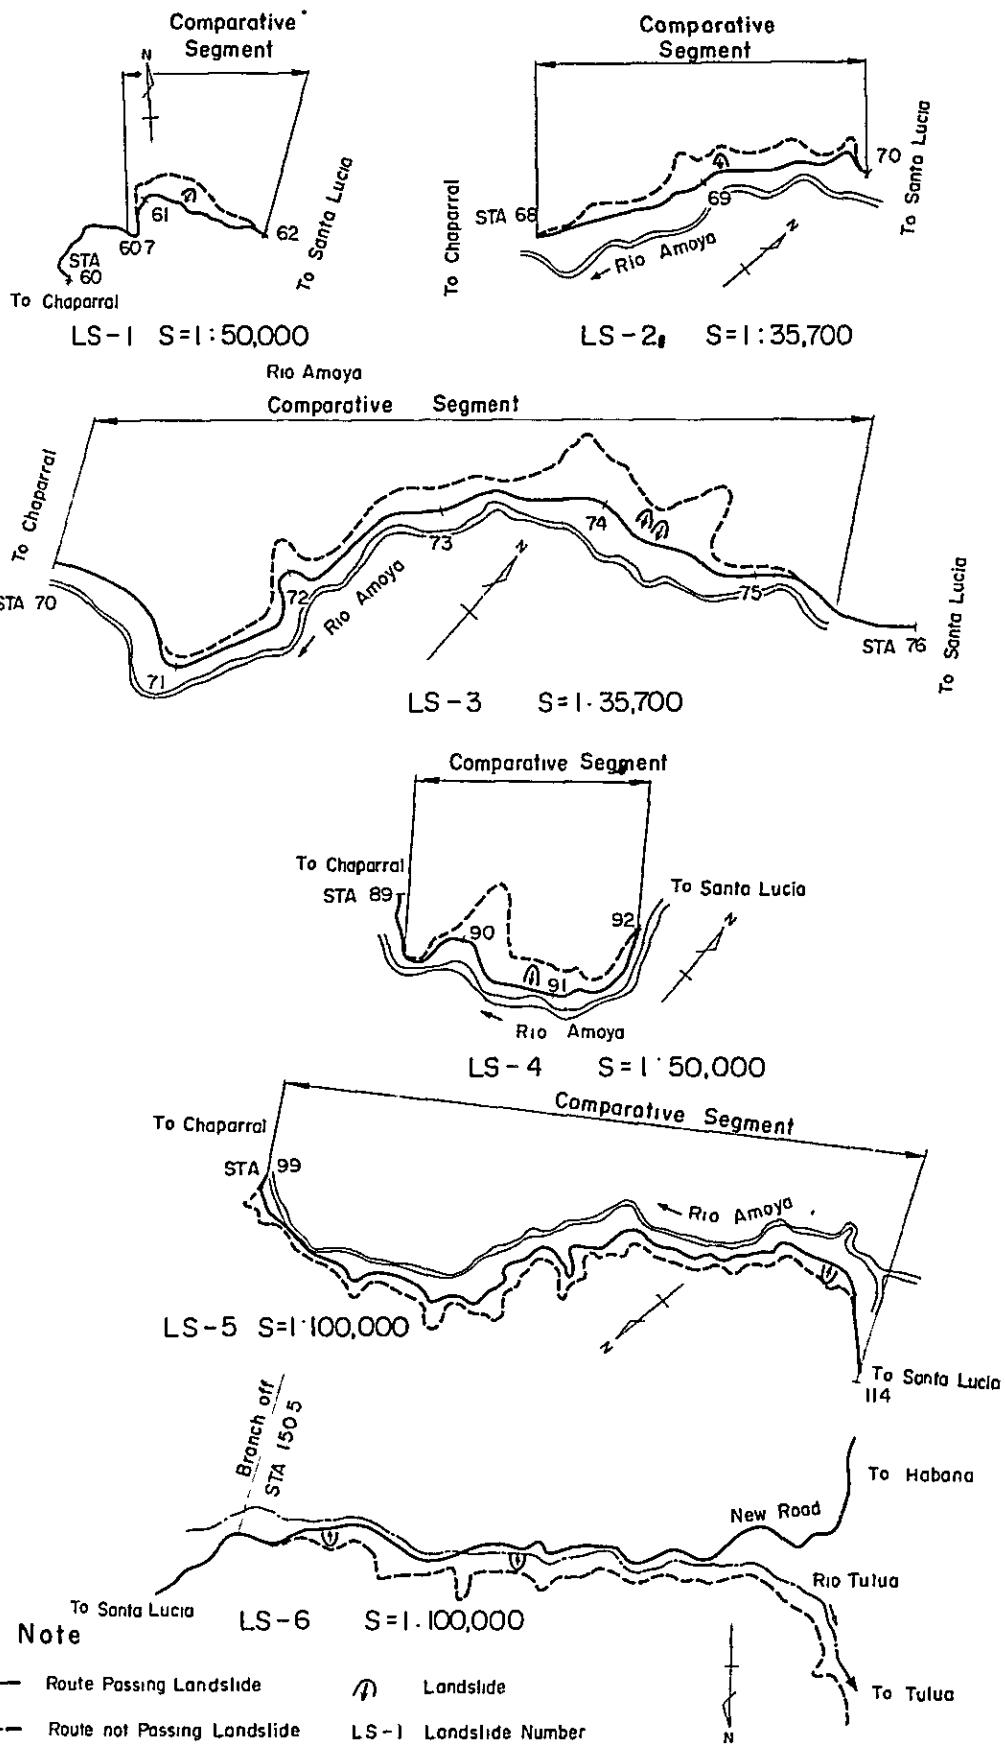 Comparative
Segment
N
61
607
62
STA
60
To Chaparral
To Santa Lucia
LS-1 S=1:50,000
Comparative
Segment
To Chaparral
STA 68
69
70
Rio Amoya
To Santa Lucia
LS-2. S=1:35,700
Rio Amoya
Comparative Segment
To Chaparral
STA 70
71
72
73
74
75
STA 76
Rio Amoya
N
To Santa Lucia
LS-3 S=1.35,700
Comparative Segment
To Chaparral
STA 89
90
91
92
To Santa Lucia
N
Rio Amoya
LS-4 S=1:50,000
Comparative Segment
To Chaparral
STA 99
Rio Amoya
LS-5 S=1:100,000
N
To Santa Lucia
114
Branch off
STA 1505
To Habana
New Road
Rio Tulua
To Santa Lucia
LS-6 S=1.100,000
To Tulua
N
Note
Route Passing Landslide
Landslide
Route not Passing Landslide
LS-1 Landslide Number